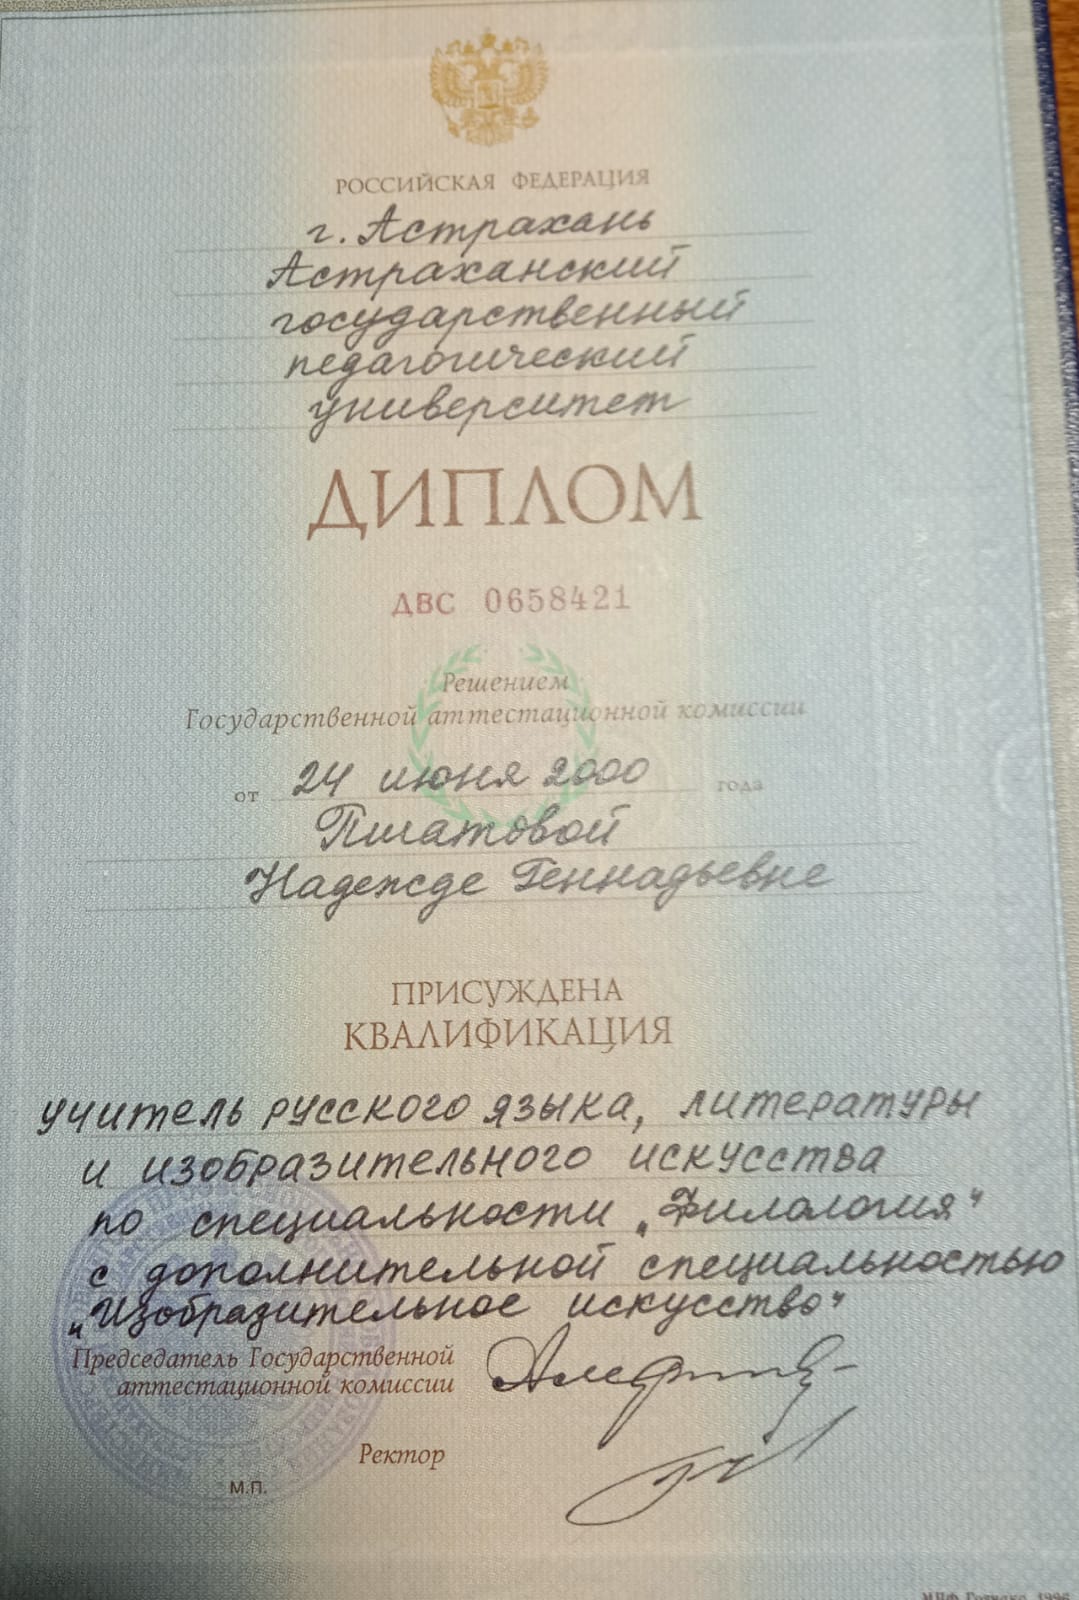 РОССИЙСКАЯ ФЕДЕРАЦИЯ
г. Астрахань
Астраханский
государственный
педагогический
университет
ДИПЛОМ
ДВС 0658421
Решением
Государственной аттестационной комиссии
от 24 июня 2000 года
Пшатовой
Надежде Геннадьевне
ПРИСУЖДЕНА
КВАЛИФИКАЦИЯ
учитель русского языка, литературы
и изобразительного искусства
по специальности „Филология"
с дополнительной специальностью
„Изобразительное искусство"
Председатель Государственной
аттестационной комиссии
Ректор
М.П.